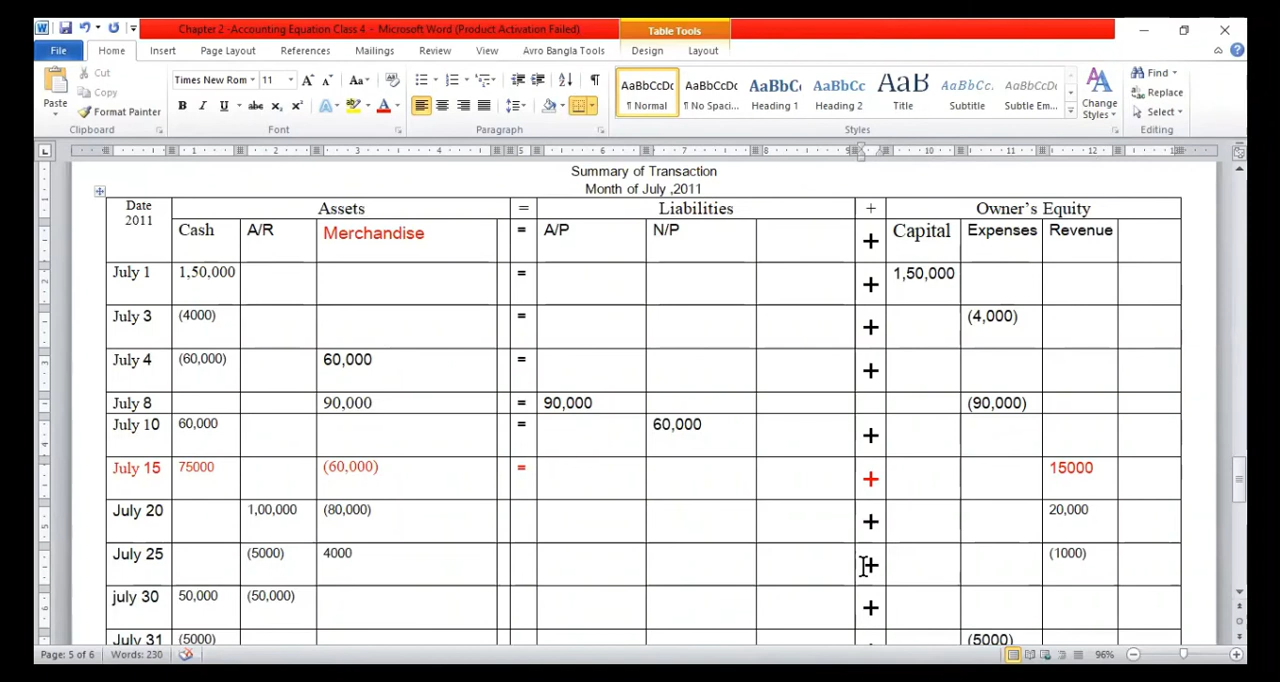 Chapter 2 -Accounting Equation Class 4 - Microsoft Word (Product Activation Failed)
Table Tools
File Home Insert Page Layout References Mailings Review View Avro Bangla Tools Design Layout
Cut
Copy
Paste
Format Painter
Clipboard
Times New Rom 11
Font
Paragraph
AaBbCcDc AaBbCcDc AaBbC AaBbCc AaB AaBbCc. AaBbCcDc
¶ Normal ¶ No Spaci... Heading 1 Heading 2 Title Subtitle Subtle Em...
Styles
Change Styles
Find
Replace
Select
Editing
Summary of Transaction
Month of July ,2011
Date 2011 Assets = Liabilities + Owner's Equity
Cash A/R Merchandise = A/P N/P + Capital Expenses Revenue
July 1 1,50,000 = + 1,50,000
July 3 (4000) = + (4,000)
July 4 (60,000) 60,000 = +
July 8 90,000 = 90,000 (90,000)
July 10 60,000 = 60,000 +
July 15 75000 (60,000) = + 15000
July 20 1,00,000 (80,000) + 20,000
July 25 (5000) 4000 + (1000)
july 30 50,000 (50,000) +
July 31 (5000) (5000)
Page: 5 of 6 Words: 230 96%